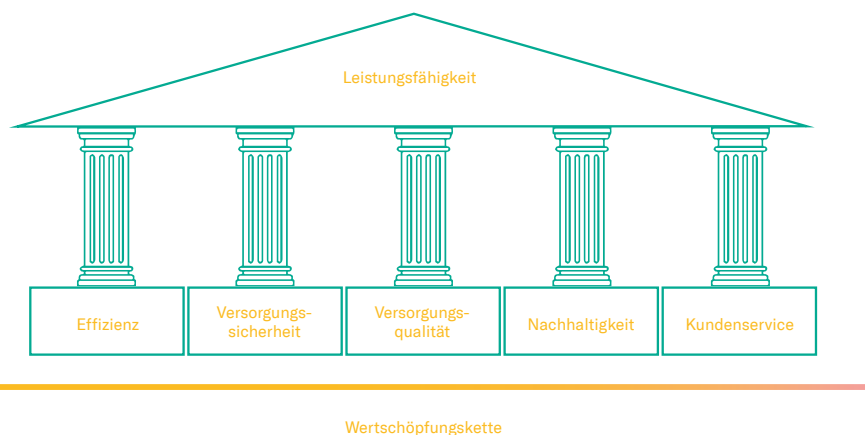 Leistungsfähigkeit
Effizienz
Versorgungs-
sicherheit
Versorgungs-
qualität
Nachhaltigkeit
Kundenservice
Wertschöpfungskette